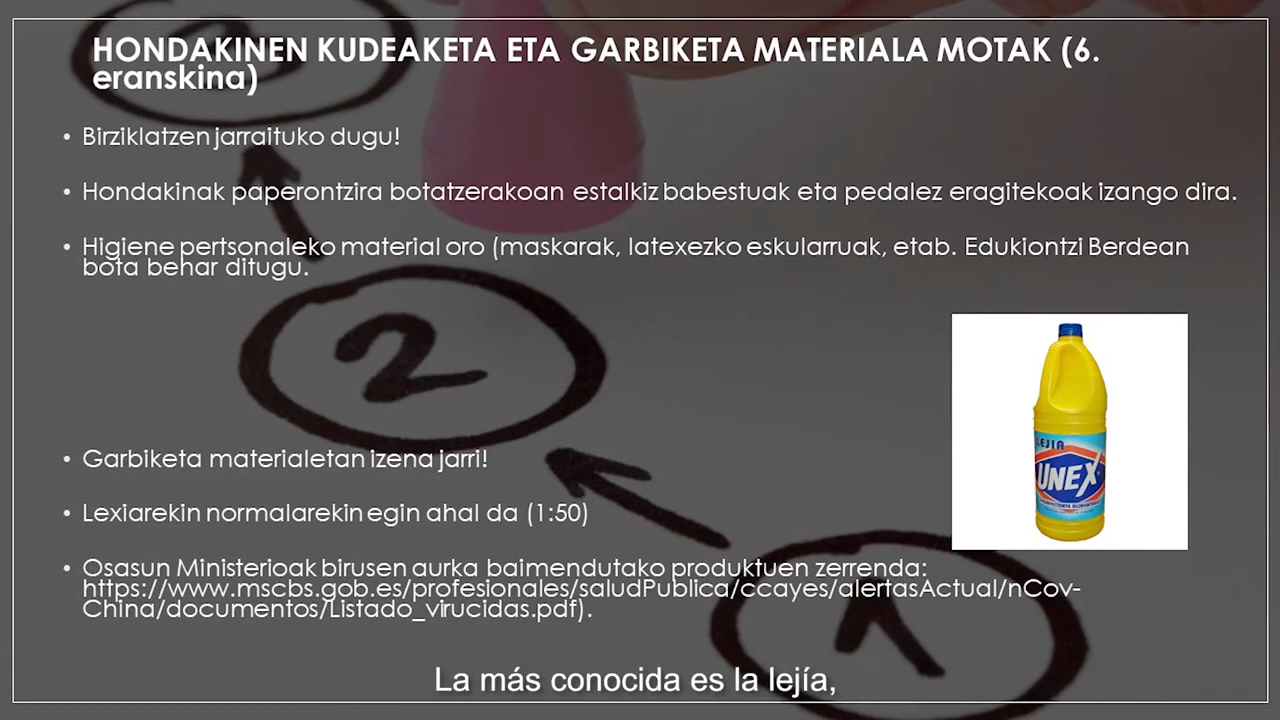 HONDAKINEN KUDEAKETA ETA GARBIKETA MATERIALA MOTAK (6.
eranskina)
• Birziklatzen jarraituko dugu!
• Hondakinak paperontzira botatzerakoan estalkiz babestuak eta pedalez eragitekoak izango dira.
• Higiene pertsonaleko material oro (maskarak, latexezko eskularruak, etab. Edukiontzi Berdean
bota behar ditugu.
2
LEJIA
UNEX
• Garbiketa materialetan izena jarri!
• Lexiarekin normalarekin egin ahal da (1:50)
• Osasun Ministerioak birusen aurka baimendutako produktuen zerrenda:
https://www.mscbs.gob.es/profesionales/saludPublica/ccayes/alertasActual/nCov-
China/documentos/Listado_virucidas.pdf).
1
La más conocida es la lejía,